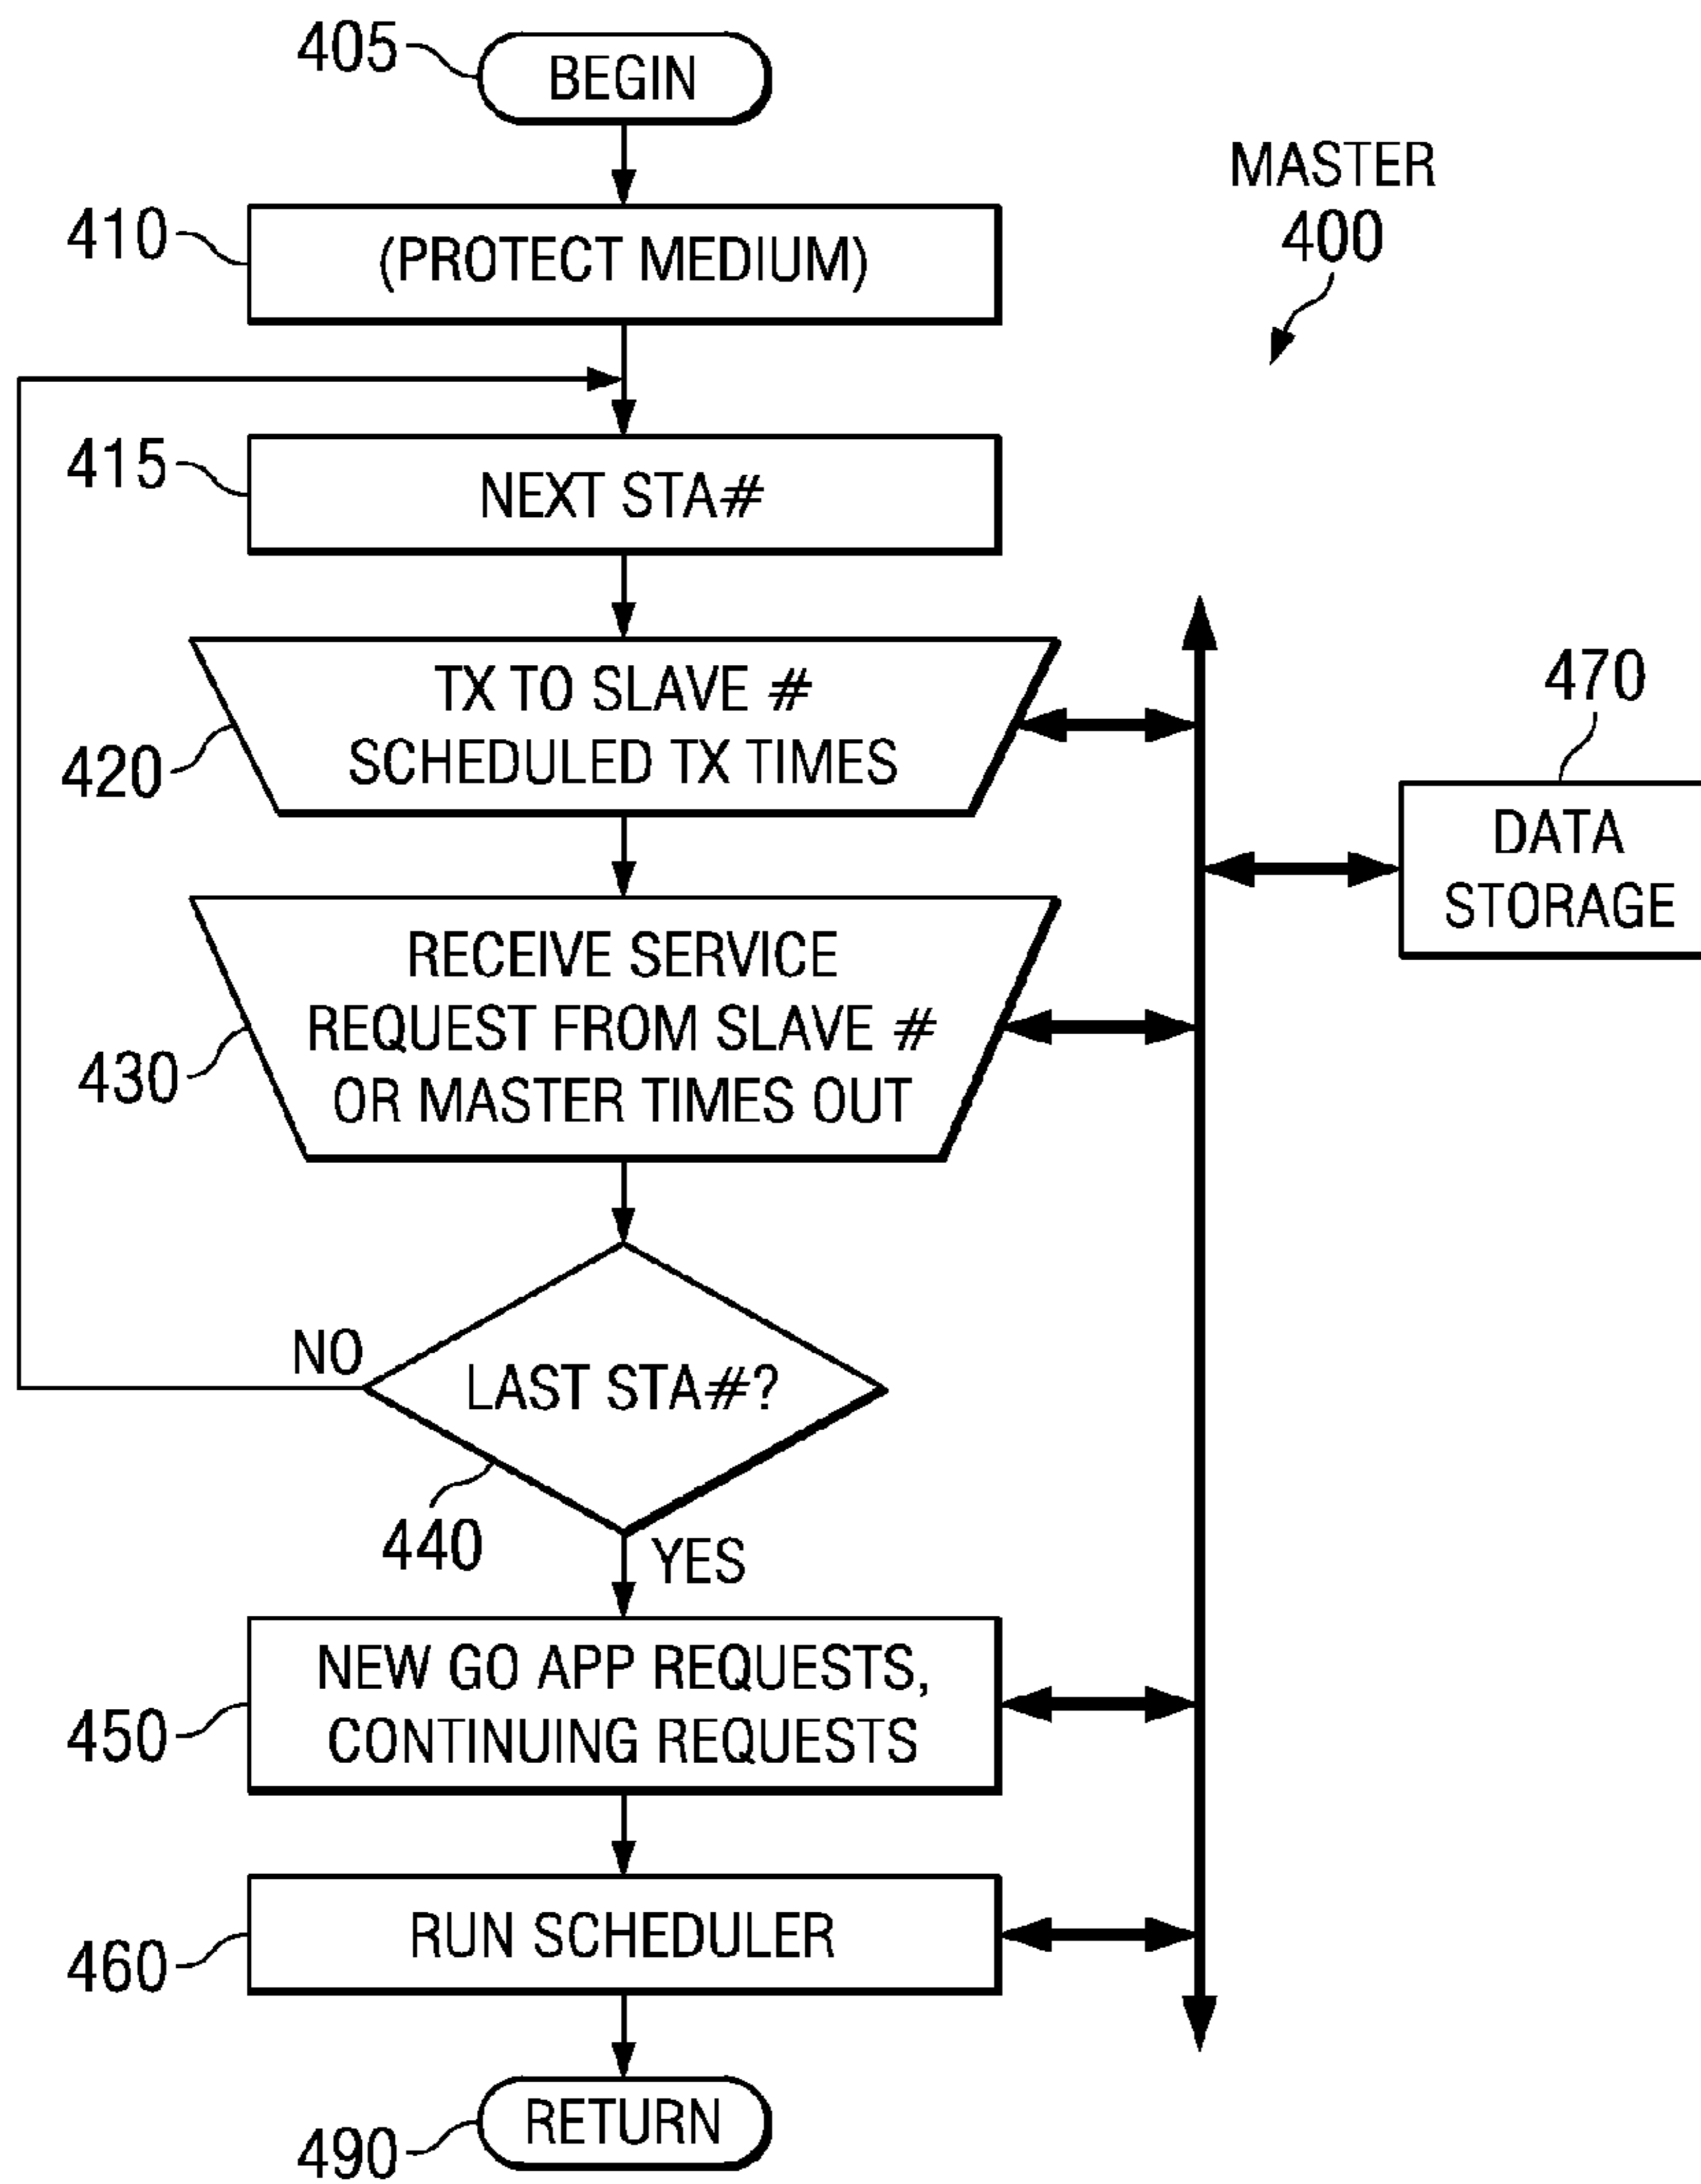 405
BEGIN
MASTER
400
410
(PROTECT MEDIUM)
415
NEXT STA#
420
TX TO SLAVE #
SCHEDULED TX TIMES
470
DATA
STORAGE
430
RECEIVE SERVICE
REQUEST FROM SLAVE #
OR MASTER TIMES OUT
NO
LAST STA#?
440
YES
450
NEW GO APP REQUESTS,
CONTINUING REQUESTS
460
RUN SCHEDULER
490
RETURN